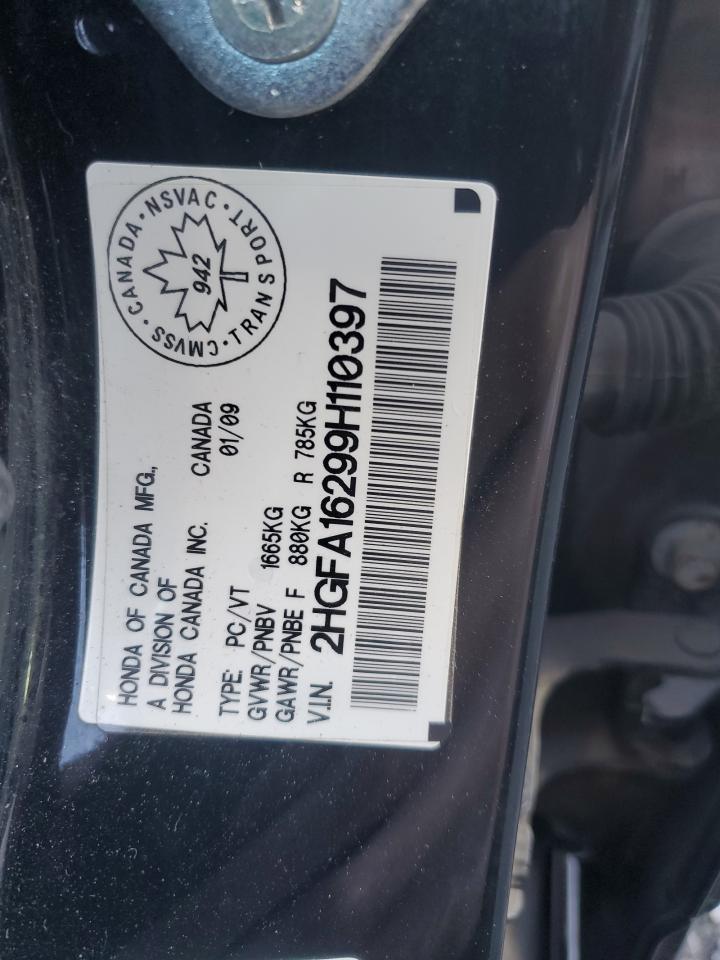 HONDA OF CANADA MFG.,
A DIVISION OF
HONDA CANADA INC. CANADA
TYPE: PC/VT 01/09
GVWR/PNBV 1665KG
GAWR/PNBE F 880KG R 785KG
V.I.N. 2HGFA16299H110397
CANADA · NSVAC · TRANSPORT · CMVSS ·
942